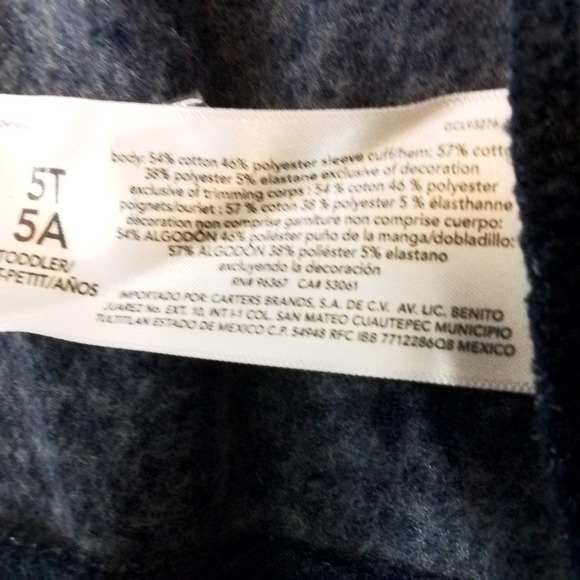 5T
5A
TODDLER/
-PETIT/AÑOS
GCL93276
body: 54% cotton 46% polyester sleeve cuff/hem: 57% cott
38% polyester 5% elastane exclusive of decoration
exclusive of trimming corps : 54 % coton 46 % polyester
poignets/ourlet : 57 % coton 38 % polyester 5 % élasthanne
décoration non comprise garniture non comprise cuerpo:
54% ALGODÓN 46% poliéster puño de la manga/dobladillo:
57% ALGODÓN 38% poliéster 5% elastano
excluyendo la decoración
RN# 96367 CA# 53061
IMPORTADO POR: CARTERS BRANDS, S.A. DE C.V. AV. LIC. BENITO
JUAREZ No. EXT. 10, INT I-1 COL. SAN MATEO CUAUTEPEC MUNICIPIO
TULTITLAN ESTADO DE MEXICO C.P. 54948 RFC IBB 7712286Q8 MEXICO